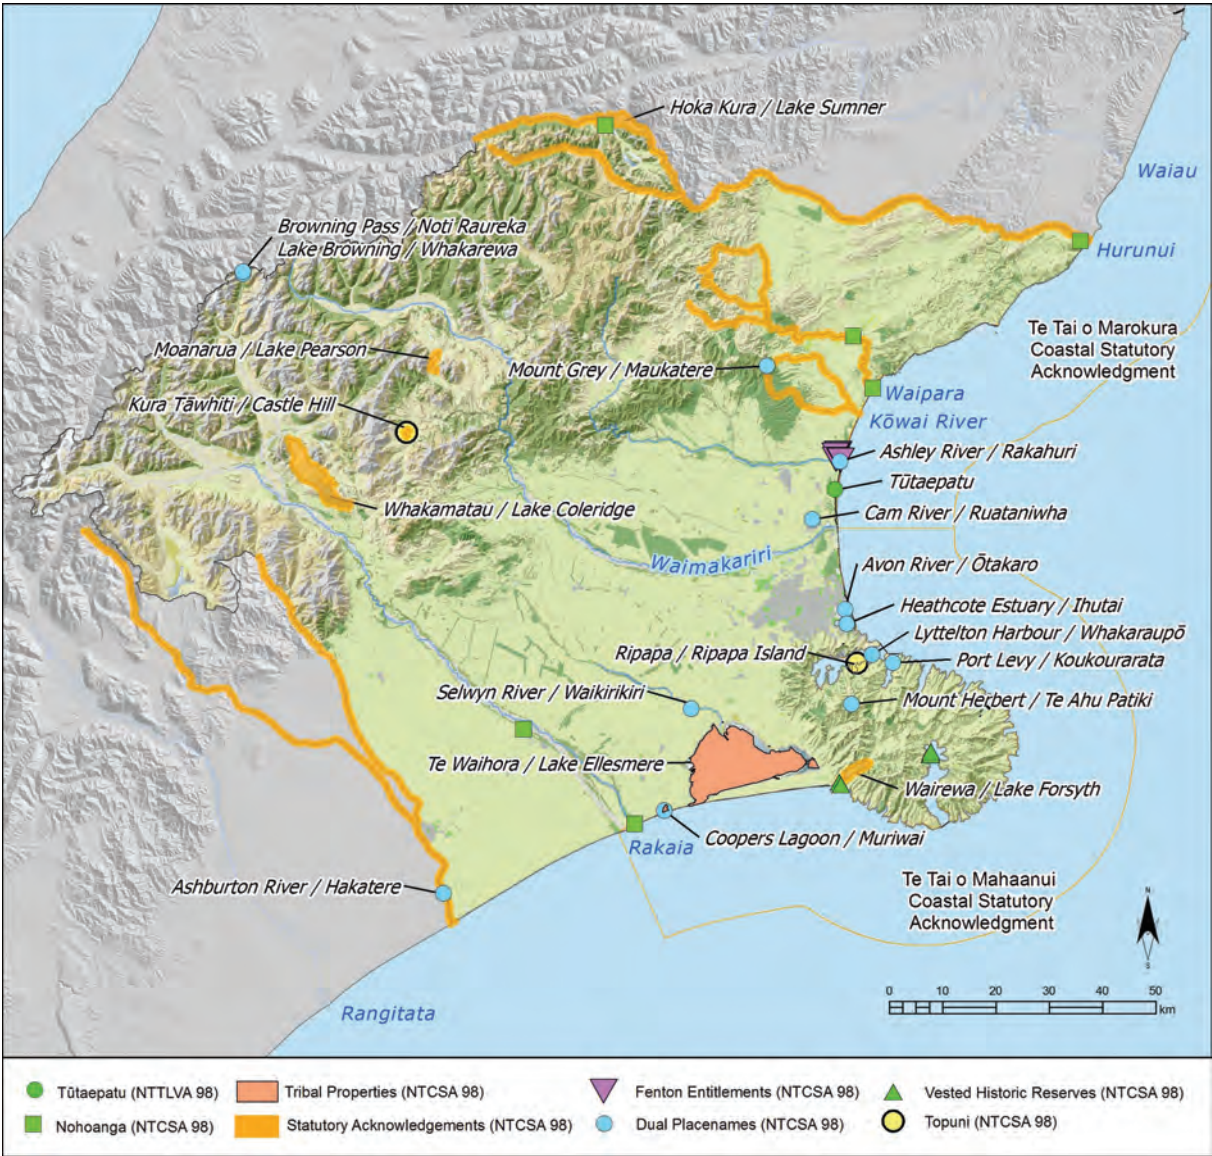 Hoka Kura / Lake Sumner
Waiau
Browning Pass / Noti Raureka
Lake Browning / Whakarewa
Hurunui
Te Tai o Marokura
Coastal Statutory
Acknowledgment
Moanarua / Lake Pearson
Mount Grey / Maukatere
Waipara
Kura Tāwhiti / Castle Hill
Kōwai River
Ashley River / Rakahuri
Tūtaepatu
Whakamatau / Lake Coleridge
Cam River / Ruataniwha
Waimakariri
Avon River / Ōtakaro
Heathcote Estuary / Ihutai
Lyttelton Harbour / Whakaraupō
Ripapa / Ripapa Island
Port Levy / Koukourarata
Selwyn River / Waikirikiri
Mount Herbert / Te Ahu Patiki
Te Waihora / Lake Ellesmere
Wairewa / Lake Forsyth
Rakaia
Coopers Lagoon / Muriwai
Ashburton River / Hakatere
Te Tai o Mahaanui
Coastal Statutory
Acknowledgment
N
S
0 10 20 30 40 50
km
Rangitata
Tūtaepatu (NTTLVA 98)
Tribal Properties (NTCSA 98)
Fenton Entitlements (NTCSA 98)
Vested Historic Reserves (NTCSA 98)
Nohoanga (NTCSA 98)
Statutory Acknowledgements (NTCSA 98)
Dual Placenames (NTCSA 98)
Topuni (NTCSA 98)